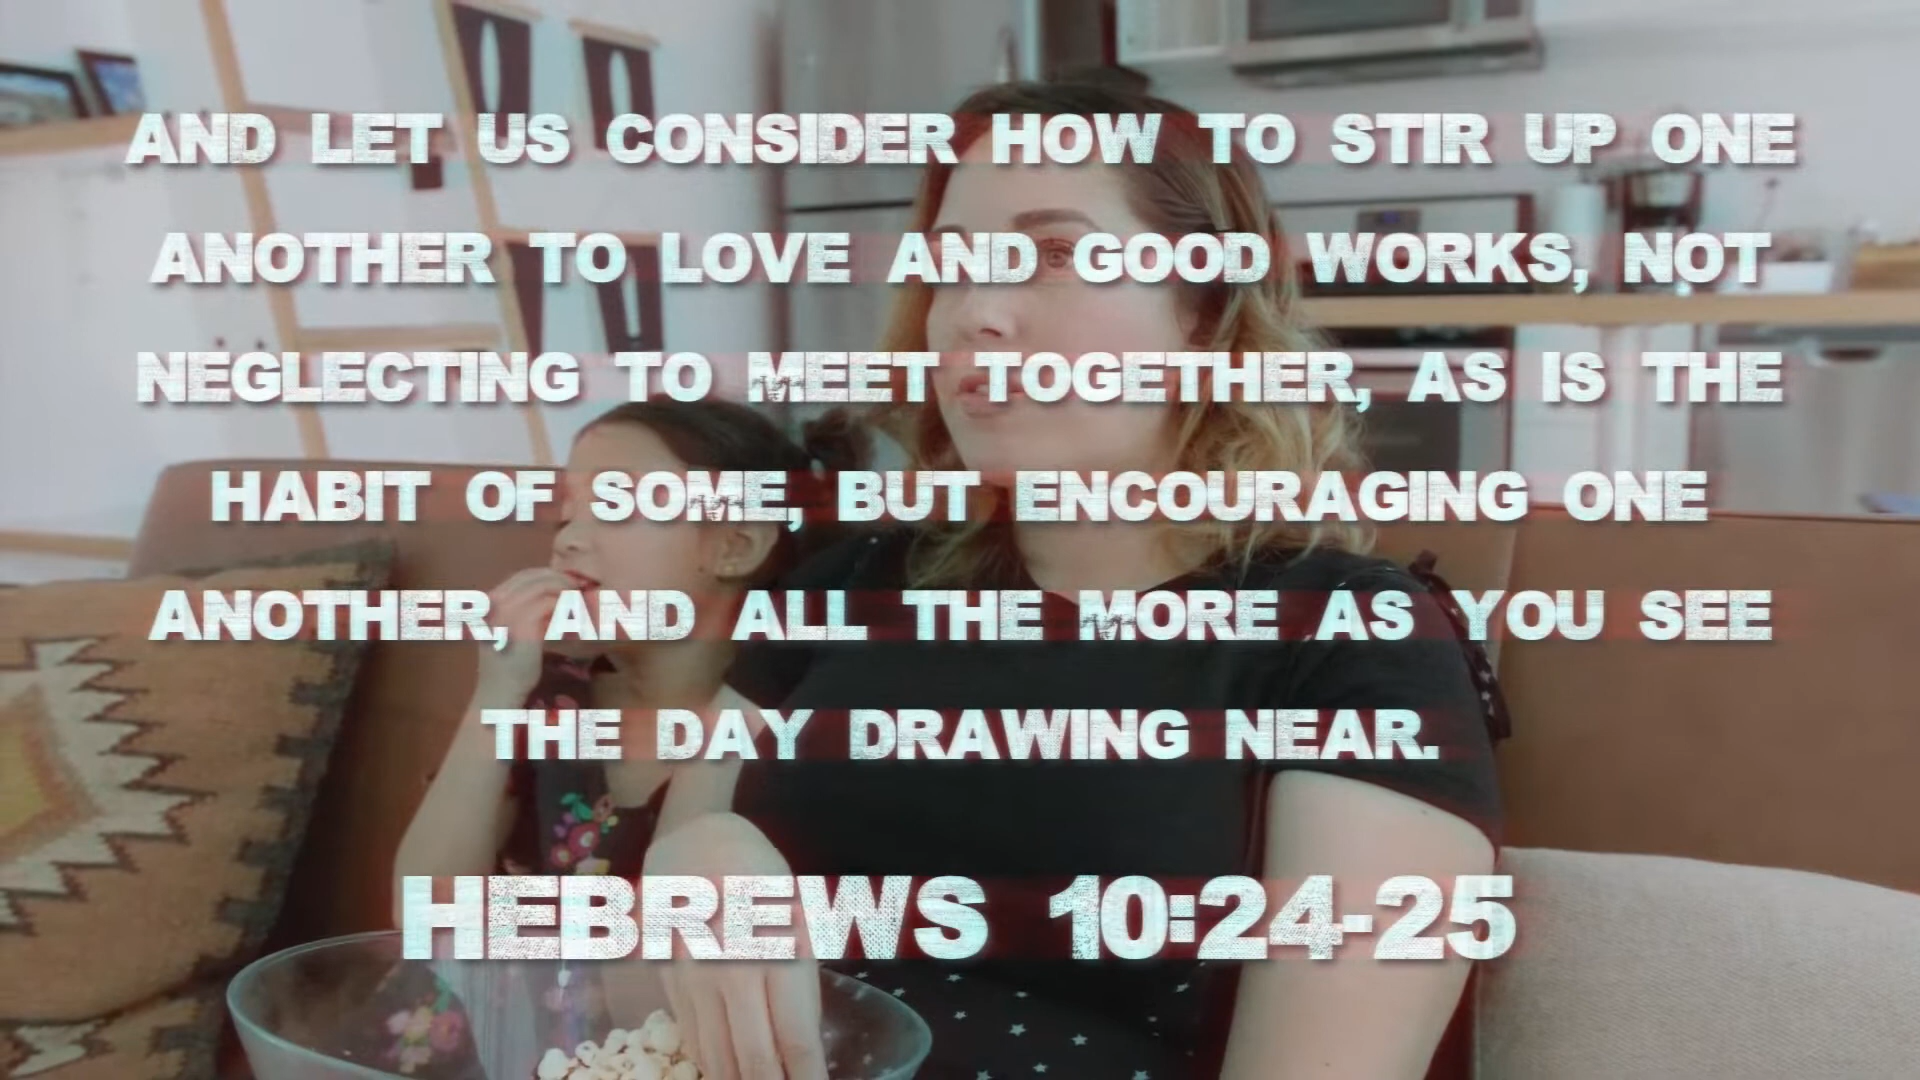 AND LET US CONSIDER HOW TO STIR UP ONE
ANOTHER TO LOVE AND GOOD WORKS, NOT
NEGLECTING TO MEET TOGETHER, AS IS THE
HABIT OF SOME, BUT ENCOURAGING ONE
ANOTHER, AND ALL THE MORE AS YOU SEE
THE DAY DRAWING NEAR.
HEBREWS 10:24-25